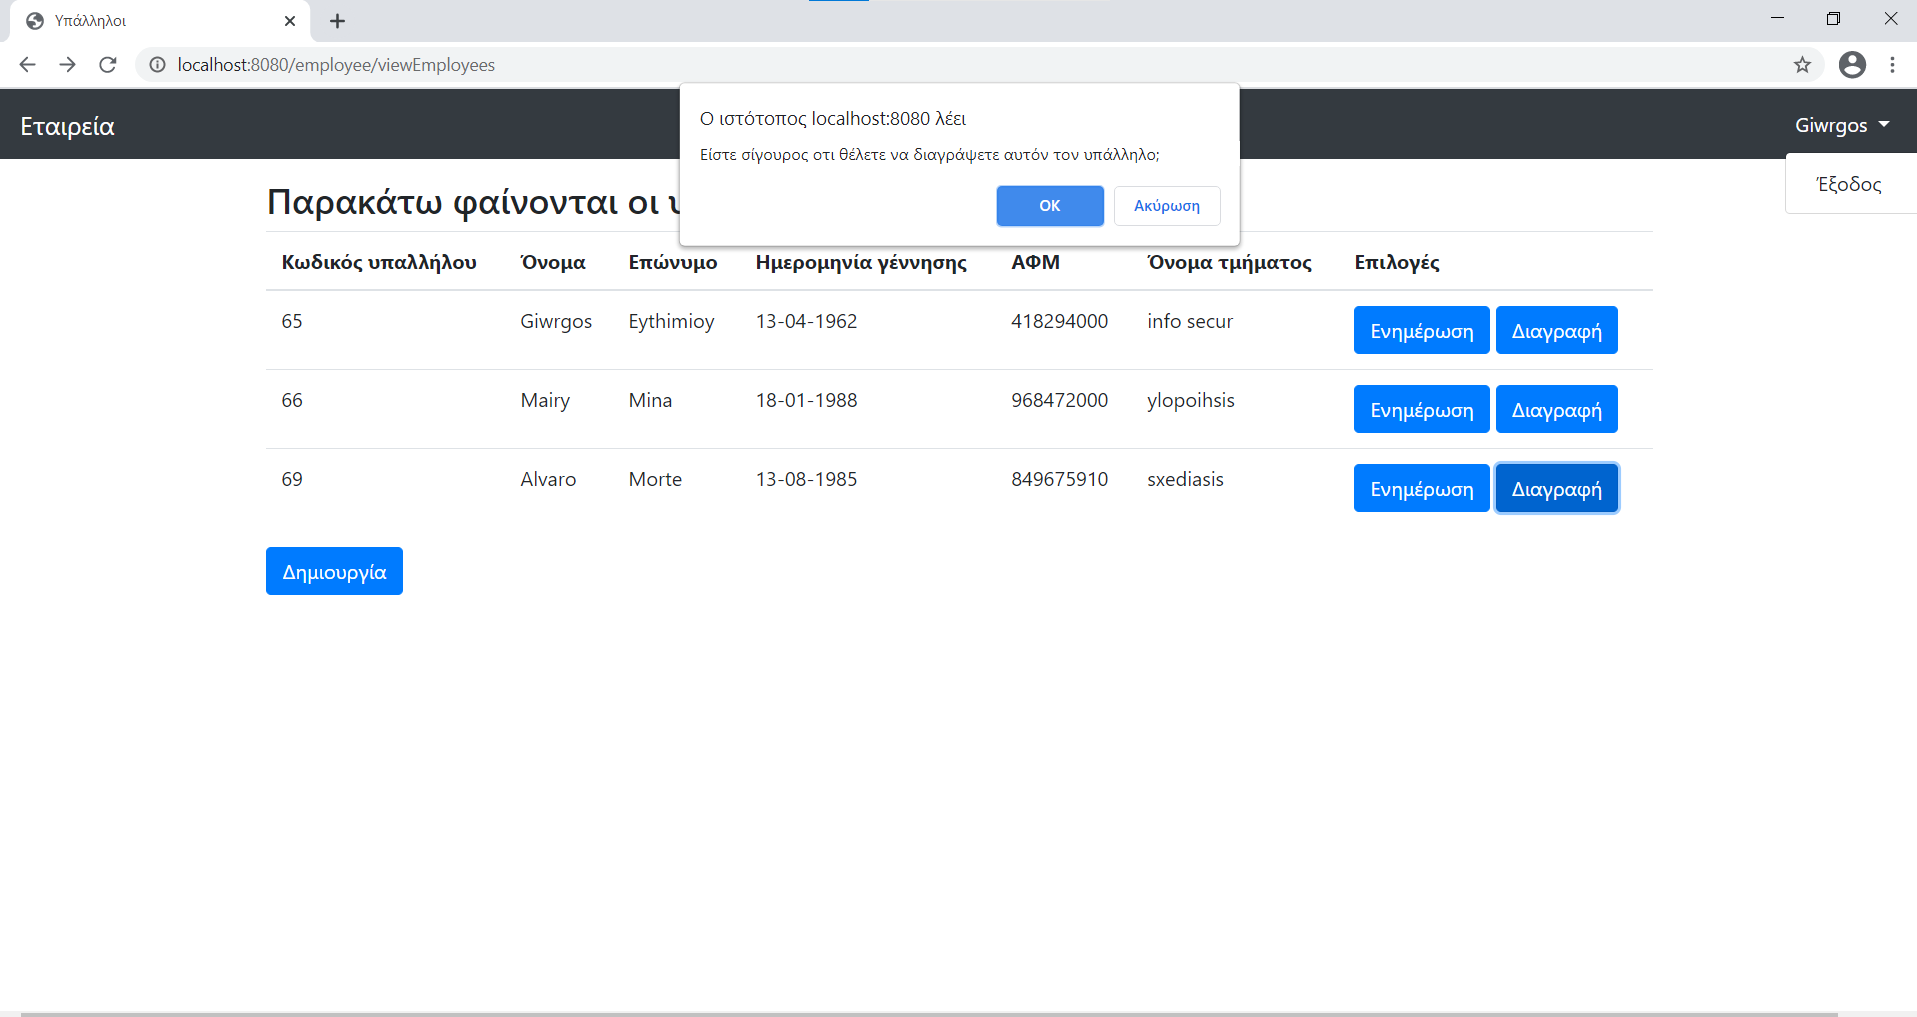 Υπάλληλοι
localhost:8080/employee/viewEmployees
Εταιρεία
Giwrgos
Έξοδος
Ο ιστότοπος localhost:8080 λέει
Είστε σίγουρος οτι θέλετε να διαγράψετε αυτόν τον υπάλληλο;
OK Ακύρωση
Παρακάτω φαίνονται οι
Κωδικός υπαλλήλου Όνομα Επώνυμο Ημερομηνία γέννησης ΑΦΜ Όνομα τμήματος Επιλογές
65 Giwrgos Eythimioy 13-04-1962 418294000 info secur Ενημέρωση Διαγραφή
66 Mairy Mina 18-01-1988 968472000 ylopoihsis Ενημέρωση Διαγραφή
69 Alvaro Morte 13-08-1985 849675910 sxediasis Ενημέρωση Διαγραφή
Δημιουργία